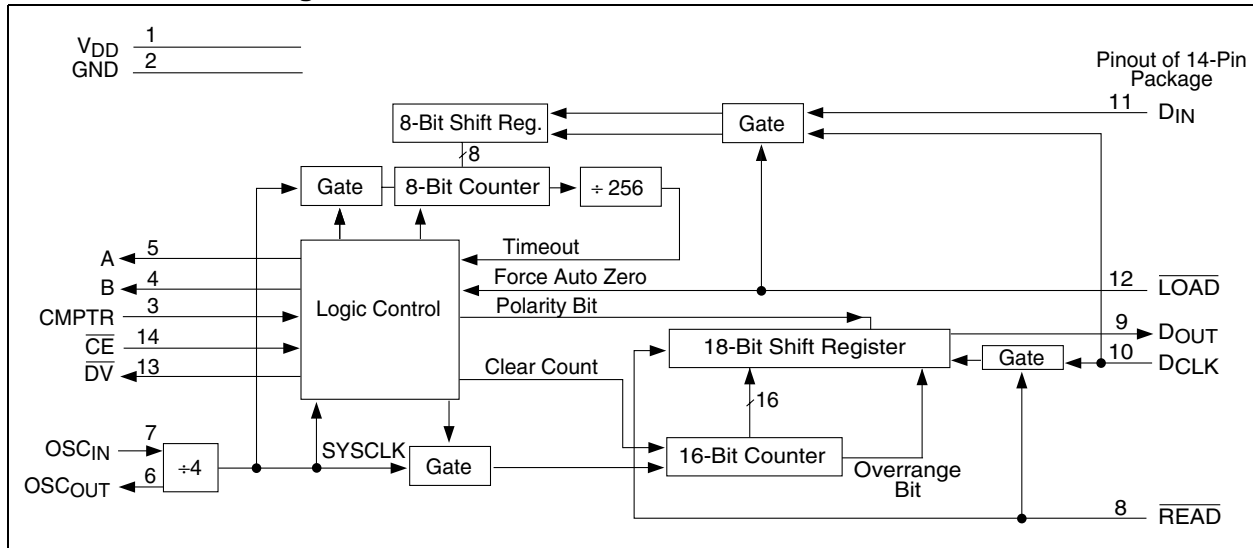 VDD 1
GND 2
Pinout of 14-Pin
Package
11 DIN
8-Bit Shift Reg.
Gate
8
Gate
8-Bit Counter
÷ 256
A 5
Timeout
B 4
Force Auto Zero
12 LOAD
CMPTR 3
Logic Control
Polarity Bit
9 DOUT
CE 14
18-Bit Shift Register
Gate
10 DCLK
DV 13
Clear Count
16
OSCIN 7
SYSCLK
÷4
Gate
16-Bit Counter
Overrange
Bit
OSCOUT 6
8 READ